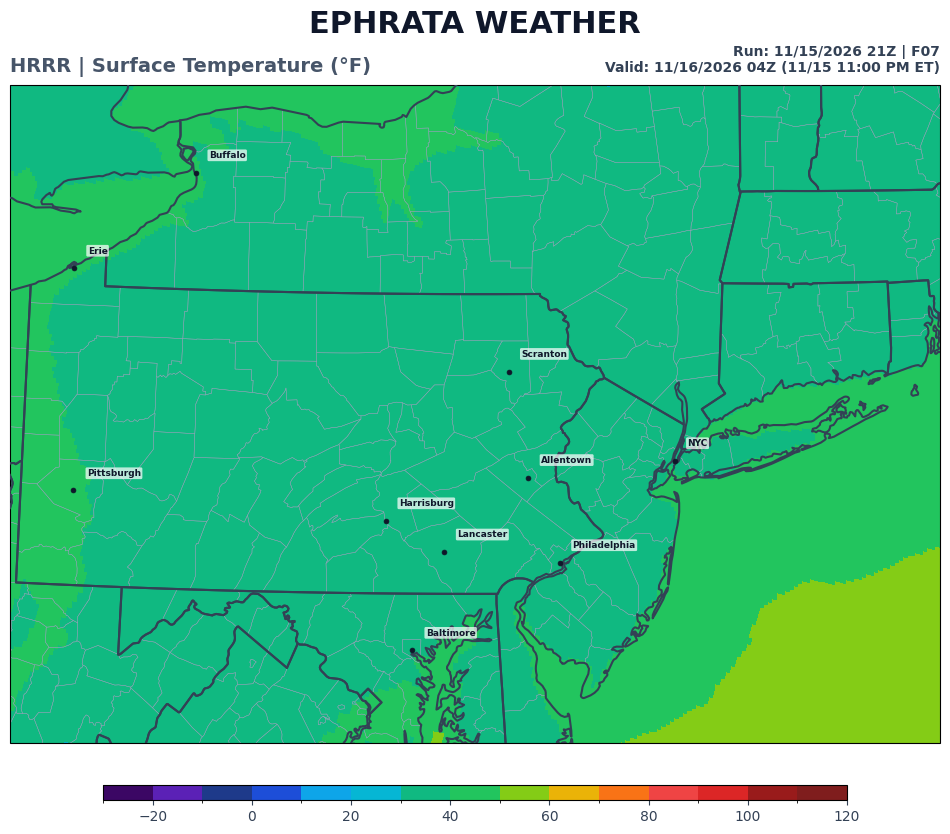 EPHRATA WEATHER
HRRR | Surface Temperature (°F)
Run: 11/15/2026 21Z | F07
Valid: 11/16/2026 04Z (11/15 11:00 PM ET)
Buffalo
Erie
Scranton
NYC
Allentown
Pittsburgh
Harrisburg
Lancaster
Philadelphia
Baltimore
−20 0 20 40 60 80 100 120